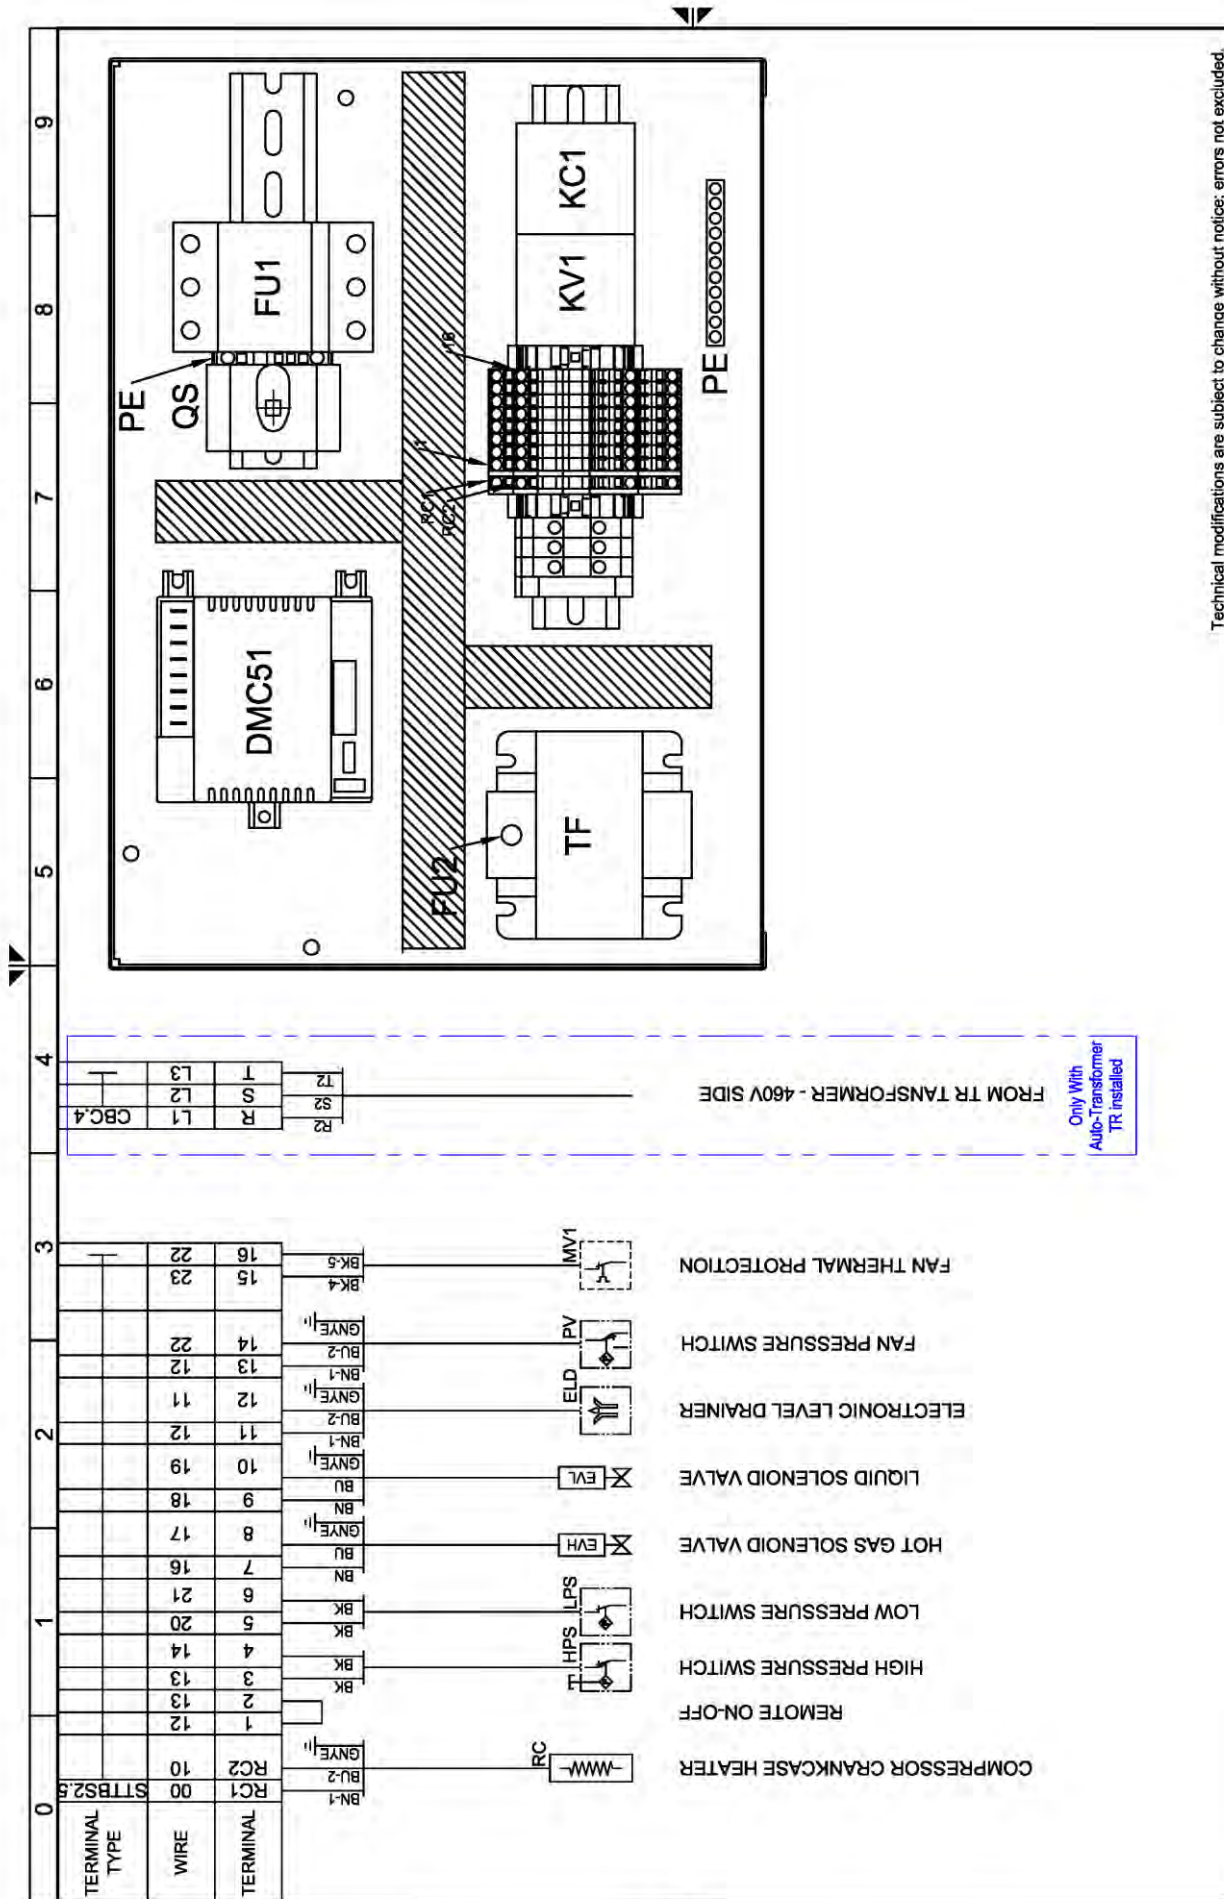 0
1
2
3
4
5
6
7
8
9
TERMINAL
TYPE
STTBS2.5
CBC.4
WIRE
00
10
12
13
13
14
20
21
16
17
18
19
12
11
12
22
23
22
L1
L2
L3
TERMINAL
RC1
RC2
1
2
3
4
5
6
7
8
9
10
11
12
13
14
15
16
R
S
T
BN-1
BU-2
GNYE
BK
BK
BK
BK
BN
BU
GNYE
BN
BU
GNYE
BN-1
BU-2
GNYE
BN-1
BU-2
GNYE
BK-4
BK-5
R2
S2
T2
RC
HPS
LPS
EVH
EVL
ELD
PV
MV1
COMPRESSOR CRANKCASE HEATER
REMOTE ON-OFF
HIGH PRESSURE SWITCH
LOW PRESSURE SWITCH
HOT GAS SOLENOID VALVE
LIQUID SOLENOID VALVE
ELECTRONIC LEVEL DRAINER
FAN PRESSURE SWITCH
FAN THERMAL PROTECTION
FROM TR TRANSFORMER - 460V SIDE
Only With
Auto-Transformer
TR installed
PE
QS
FU1
DMC51
RC1
RC2
1
16
KV1
KC1
PE
FU2
TF
Technical modifications are subject to change without notice; errors not excluded.